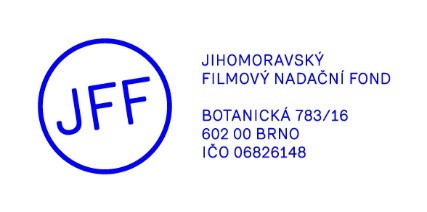 JFF
JIHOMORAVSKÝ
FILMOVÝ NADAČNÍ FOND
BOTANICKÁ 783/16
602 00 BRNO
IČO 06826148